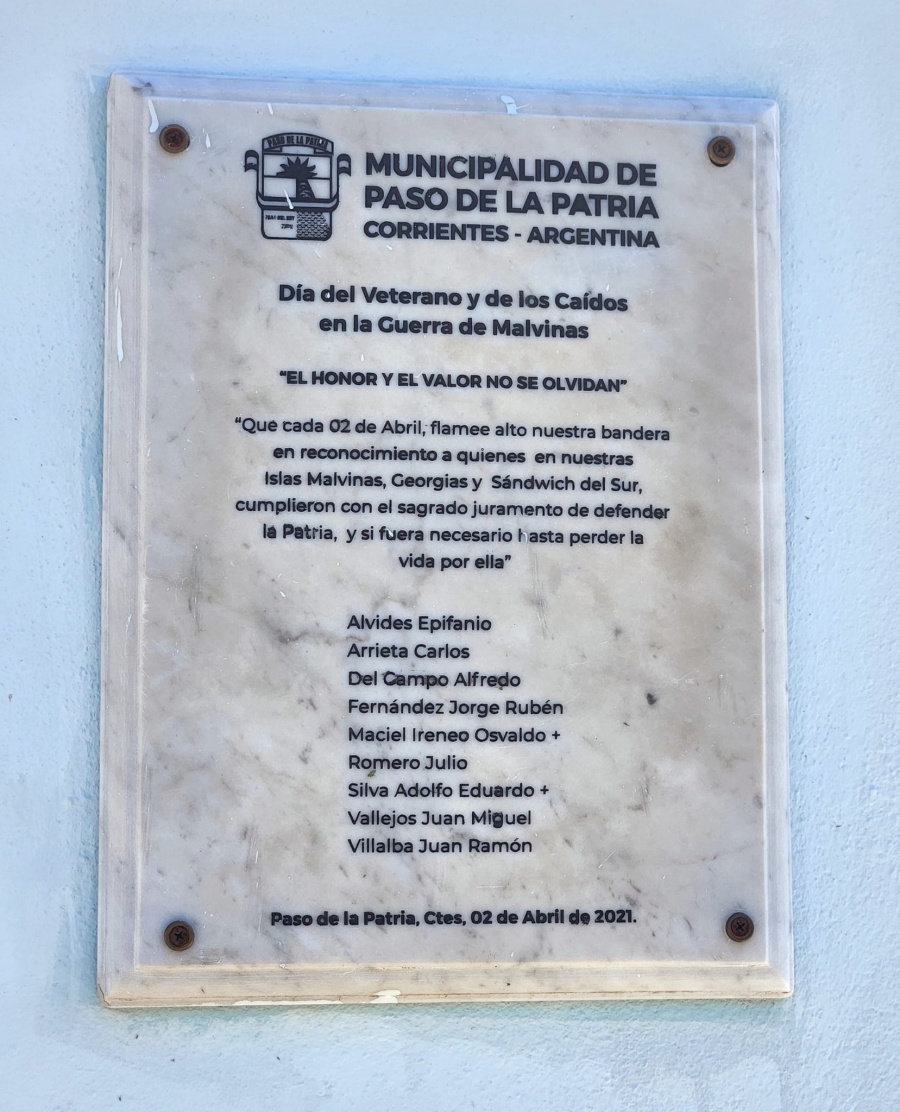 PASO DE LA PATRIA
MUNICIPALIDAD DE
PASO DE LA PATRIA
CORRIENTES - ARGENTINA
Día del Veterano y de los Caídos
en la Guerra de Malvinas
“EL HONOR Y EL VALOR NO SE OLVIDAN”
“Que cada 02 de Abril, flamee alto nuestra bandera
en reconocimiento a quienes en nuestras
Islas Malvinas, Georgias y Sándwich del Sur,
cumplieron con el sagrado juramento de defender
la Patria, y si fuera necesario hasta perder la
vida por ella”
Alvides Epifanio
Arrieta Carlos
Del Campo Alfredo
Fernández Jorge Rubén
Maciel Ireneo Osvaldo +
Romero Julio
Silva Adolfo Eduardo +
Vallejos Juan Miguel
Villalba Juan Ramón
Paso de la Patria, Ctes, 02 de Abril de 2021.